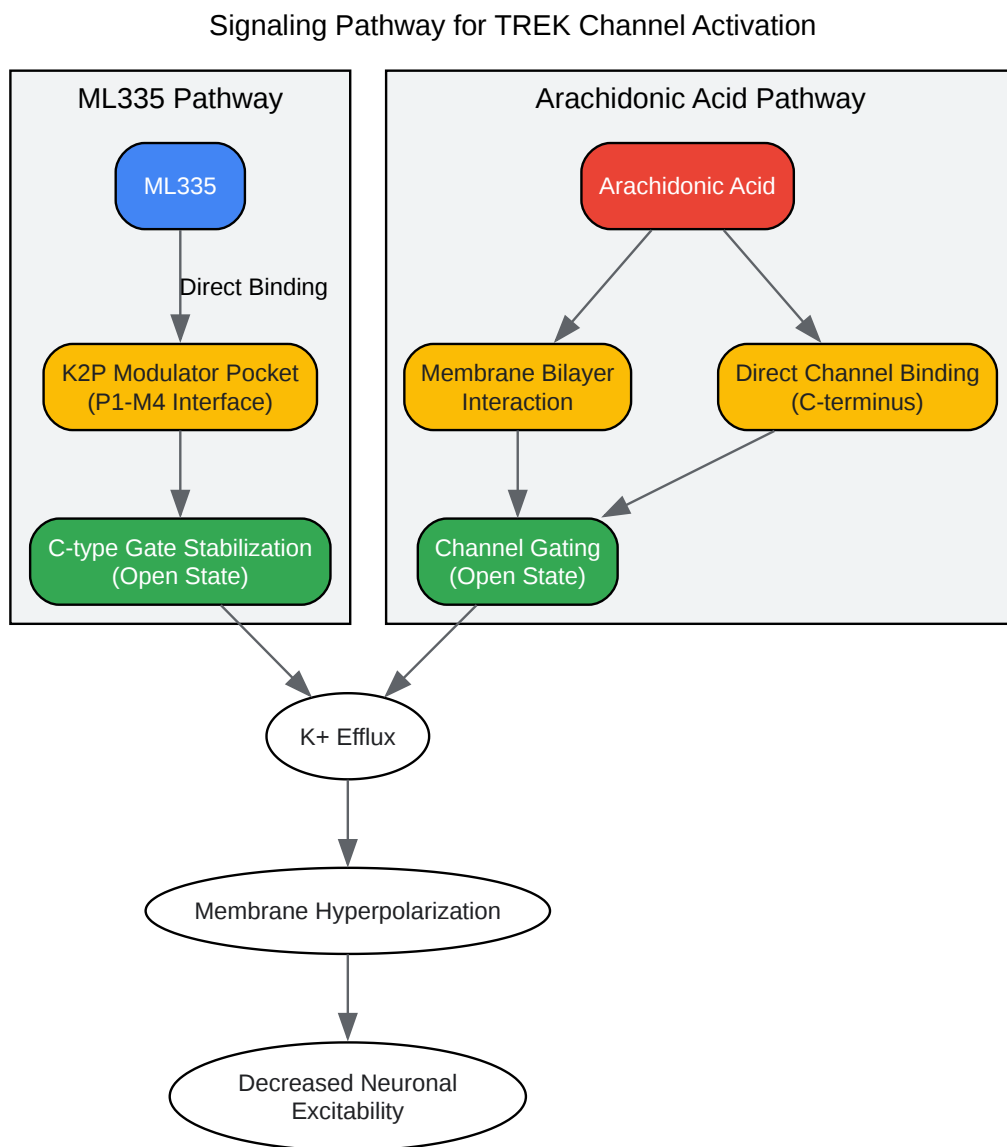 Signaling Pathway for TREK Channel Activation
ML335 Pathway
Arachidonic Acid Pathway
ML335
Arachidonic Acid
Direct Binding
K2P Modulator Pocket
(P1-M4 Interface)
Membrane Bilayer
Interaction
Direct Channel Binding
(C-terminus)
C-type Gate Stabilization
(Open State)
Channel Gating
(Open State)
K+ Efflux
Membrane Hyperpolarization
Decreased Neuronal
Excitability